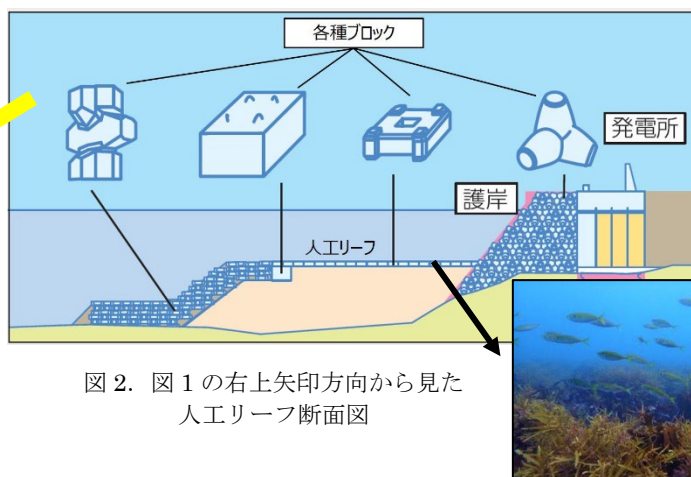 各種ブロック
発電所
護岸
人工リーフ
図 2. 図 1 の右上矢印方向から見た
人工リーフ断面図